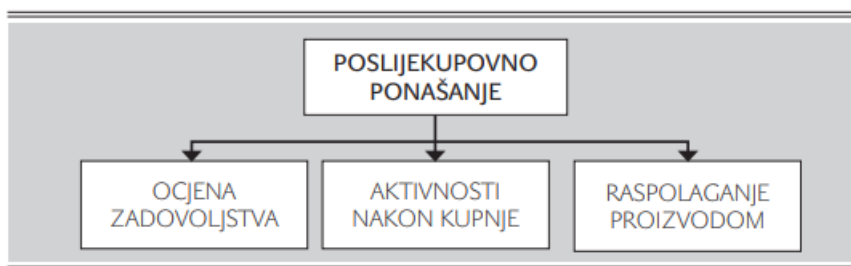 POSLIJEKUPOVNO
PONAŠANJE
OCJENA
ZADOVOLJSTVA
AKTIVNOSTI
NAKON KUPNJE
RASPOLAGANJE
PROIZVODOM